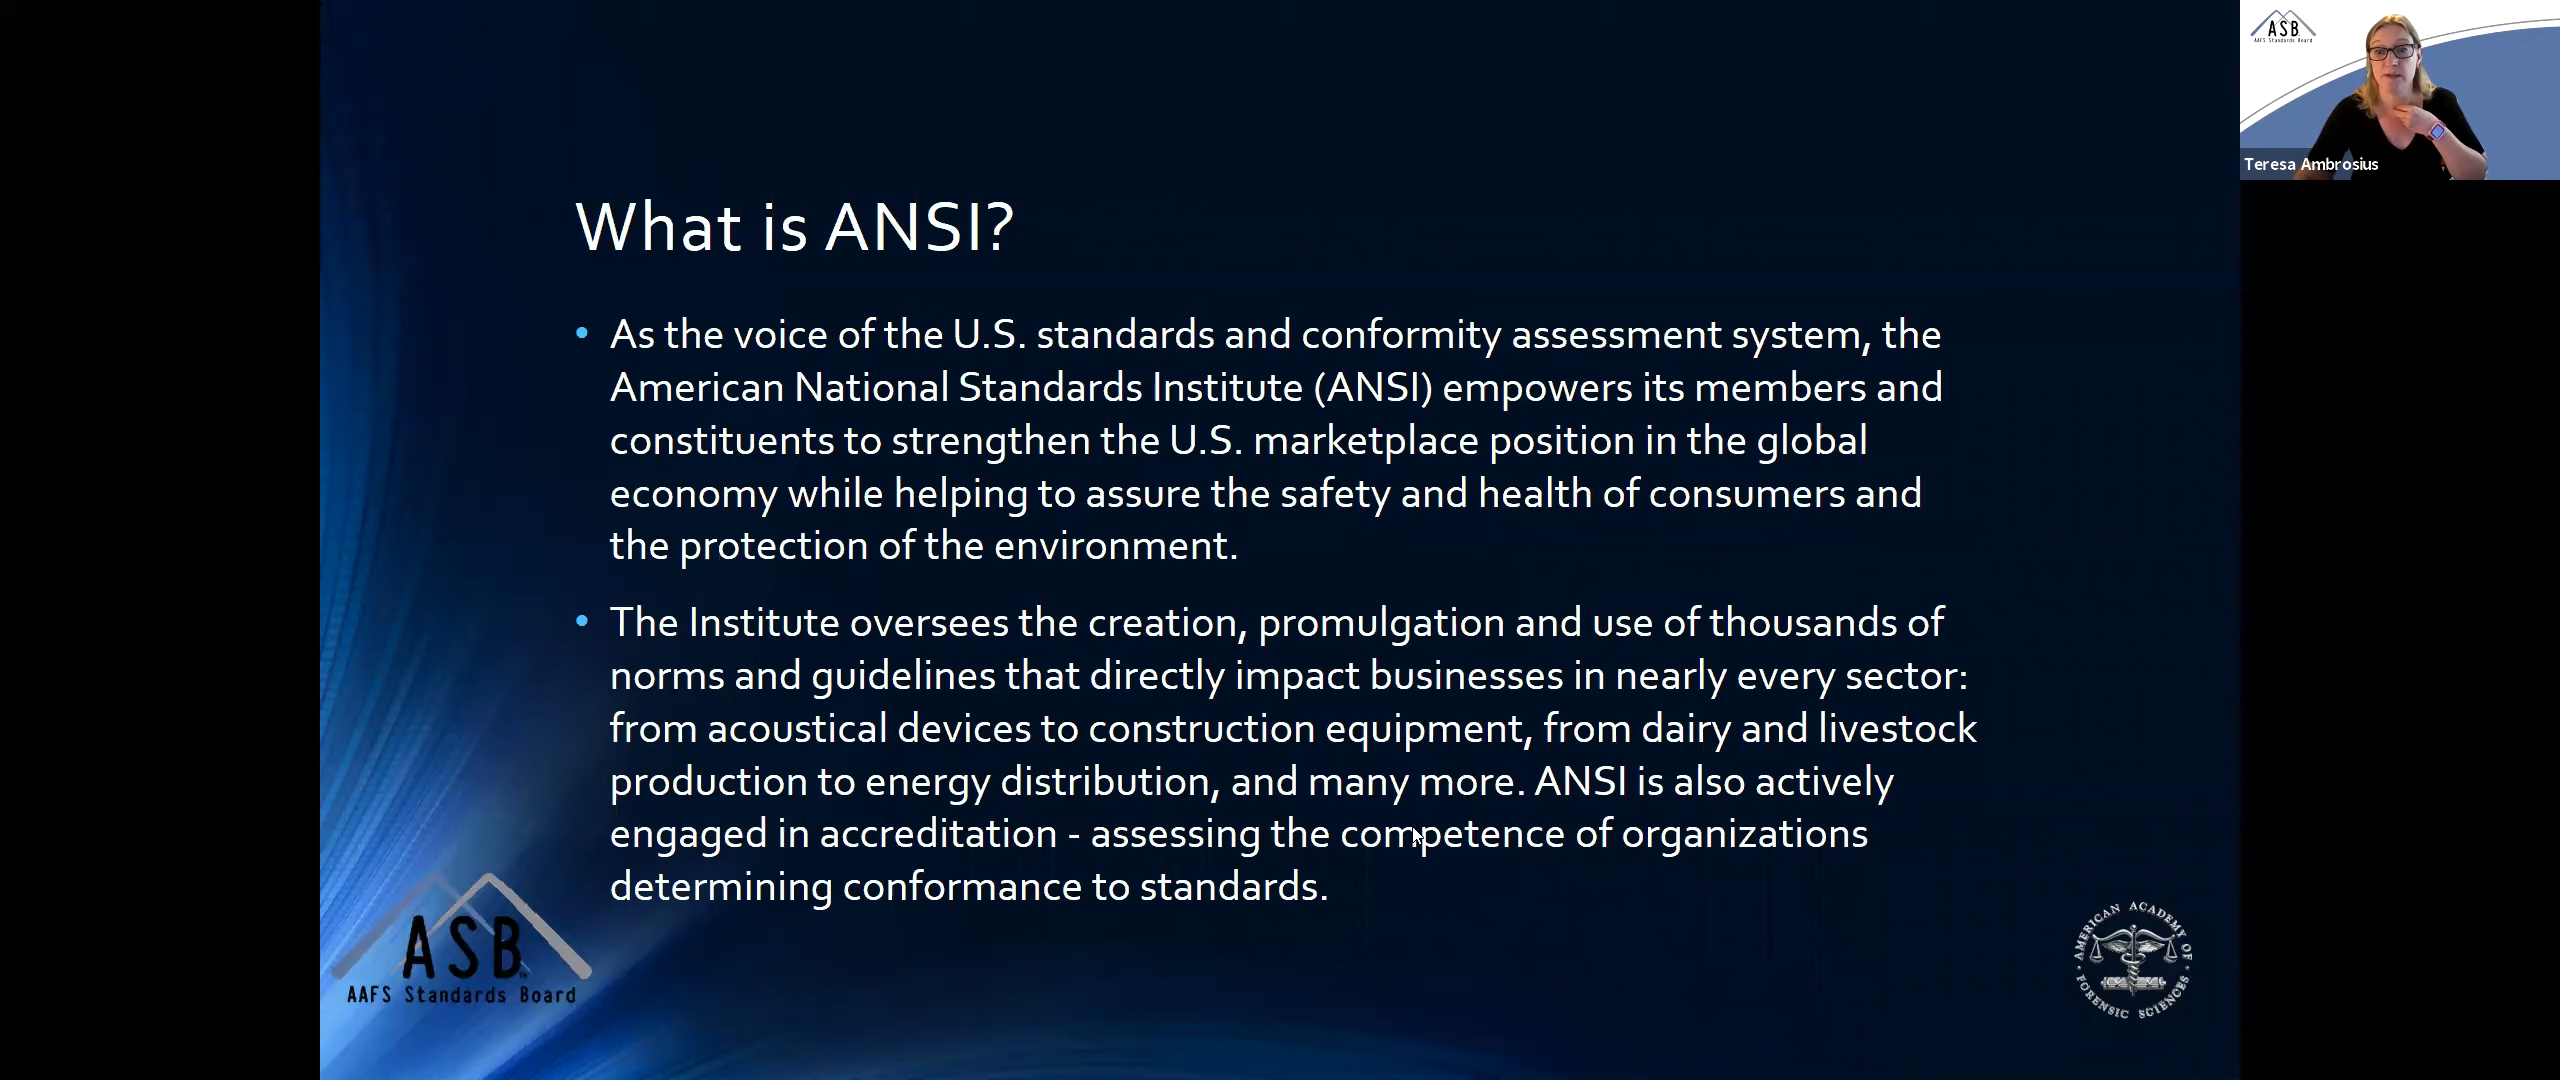 What is ANSI?
• As the voice of the U.S. standards and conformity assessment system, the
American National Standards Institute (ANSI) empowers its members and
constituents to strengthen the U.S. marketplace position in the global
economy while helping to assure the safety and health of consumers and
the protection of the environment.
• The Institute oversees the creation, promulgation and use of thousands of
norms and guidelines that directly impact businesses in nearly every sector:
from acoustical devices to construction equipment, from dairy and livestock
production to energy distribution, and many more. ANSI is also actively
engaged in accreditation - assessing the competence of organizations
determining conformance to standards.
ASB
AAFS Standards Board
AMERICAN ACADEMY OF
FORENSIC SCIENCES
ASB
AAFS Standards Board
Teresa Ambrosius